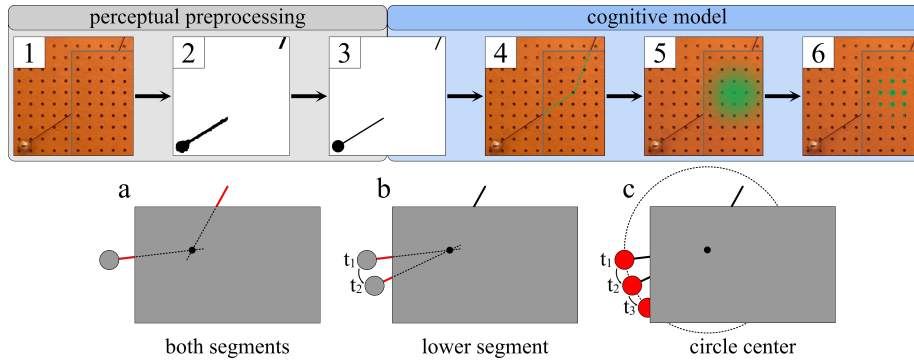 perceptual preprocessing
cognitive model
1
2
3
4
5
6
a
b
c
t1
t2
t1
t2
t3
both segments
lower segment
circle center